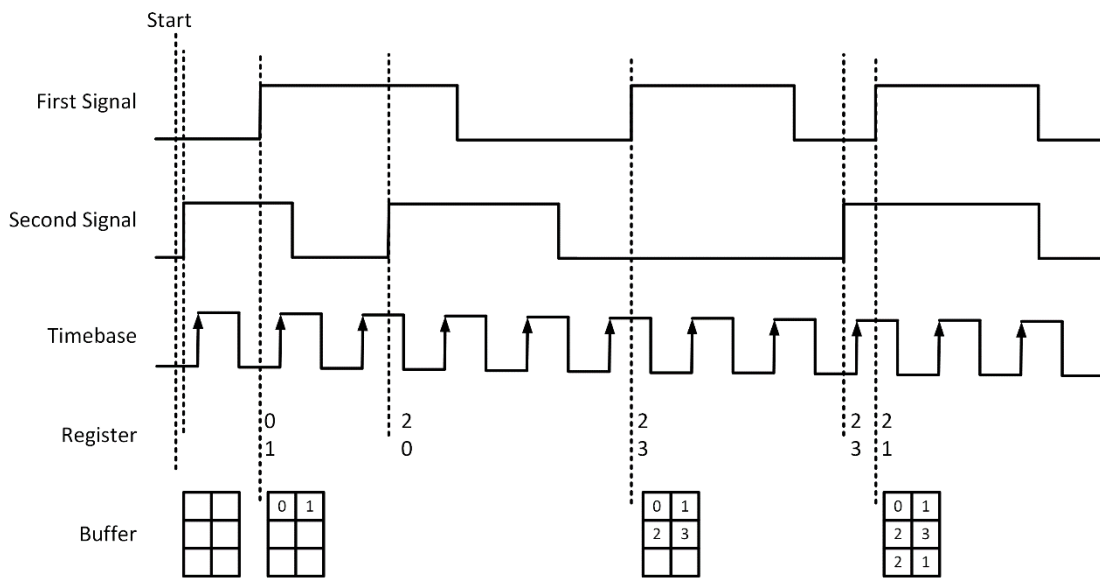 Start
First Signal
Second Signal
Timebase
Register
0 2 2 2 2
1 0 3 3 1
Buffer
0 1 0 1 0 1
2 3 2 3
2 1